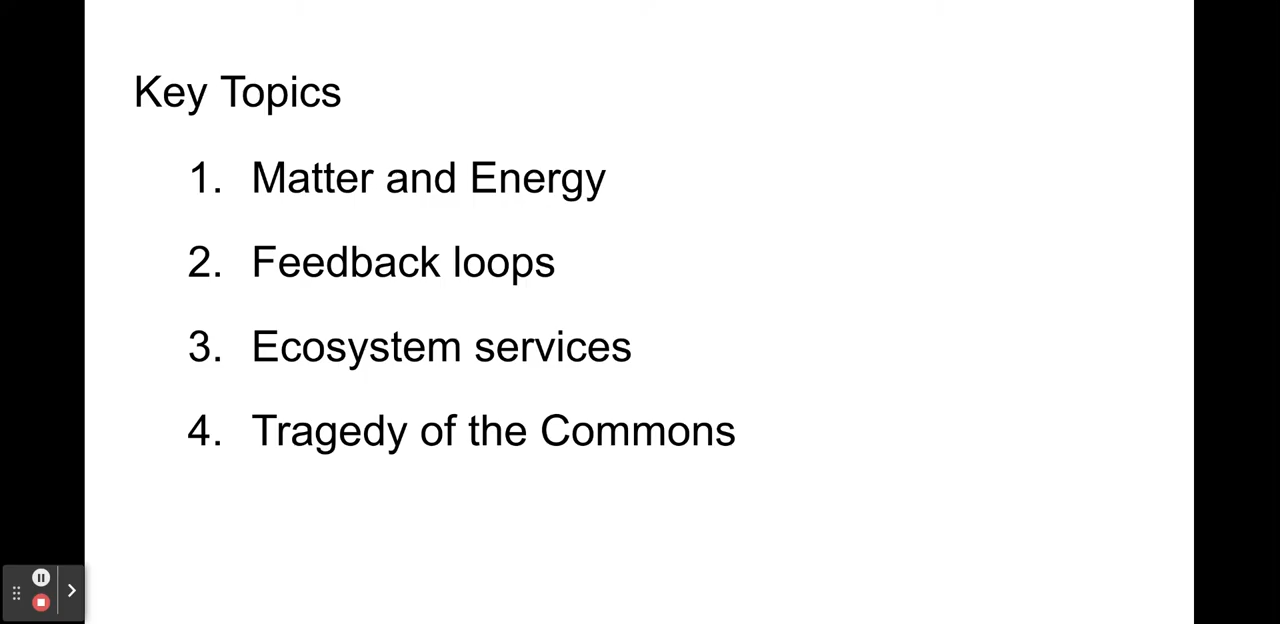 Key Topics
1. Matter and Energy
2. Feedback loops
3. Ecosystem services
4. Tragedy of the Commons